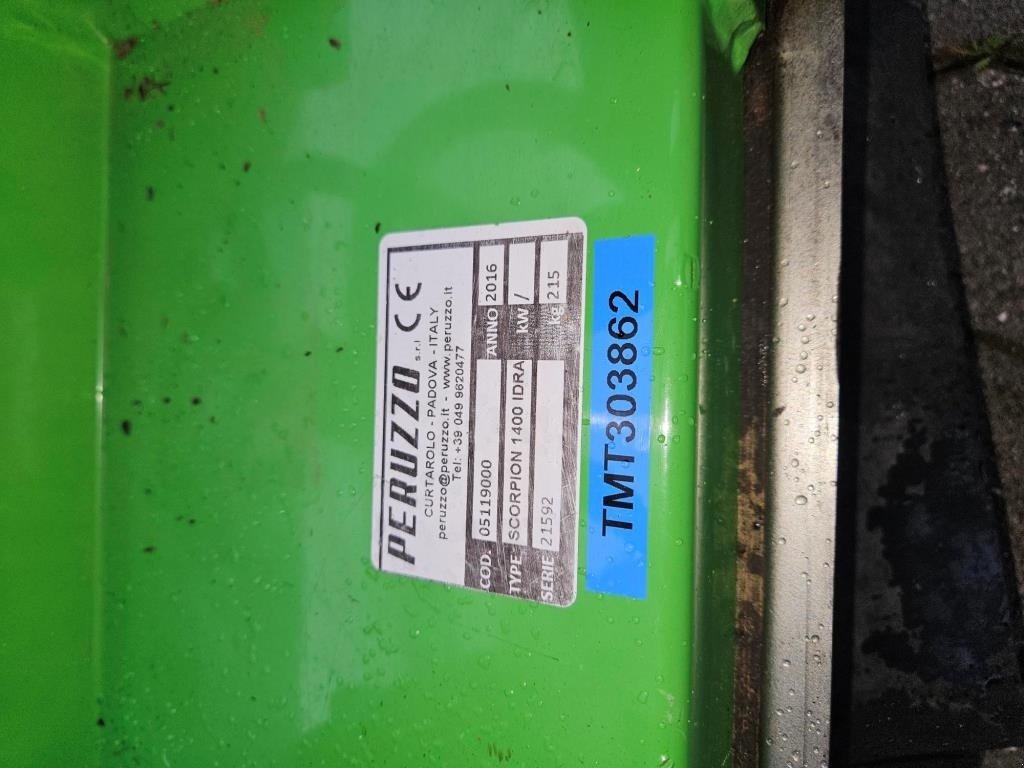 PERUZZO s.r.l CE
CURTAROLO - PADOVA - ITALY
peruzzo@peruzzo.it - www.peruzzo.it
Tel: +39 049 9620477
COD. 05119000 ANNO 2016
TYPE SCORPION 1400 IDRA kW /
SERIE 21592 kg 215
TMT303862